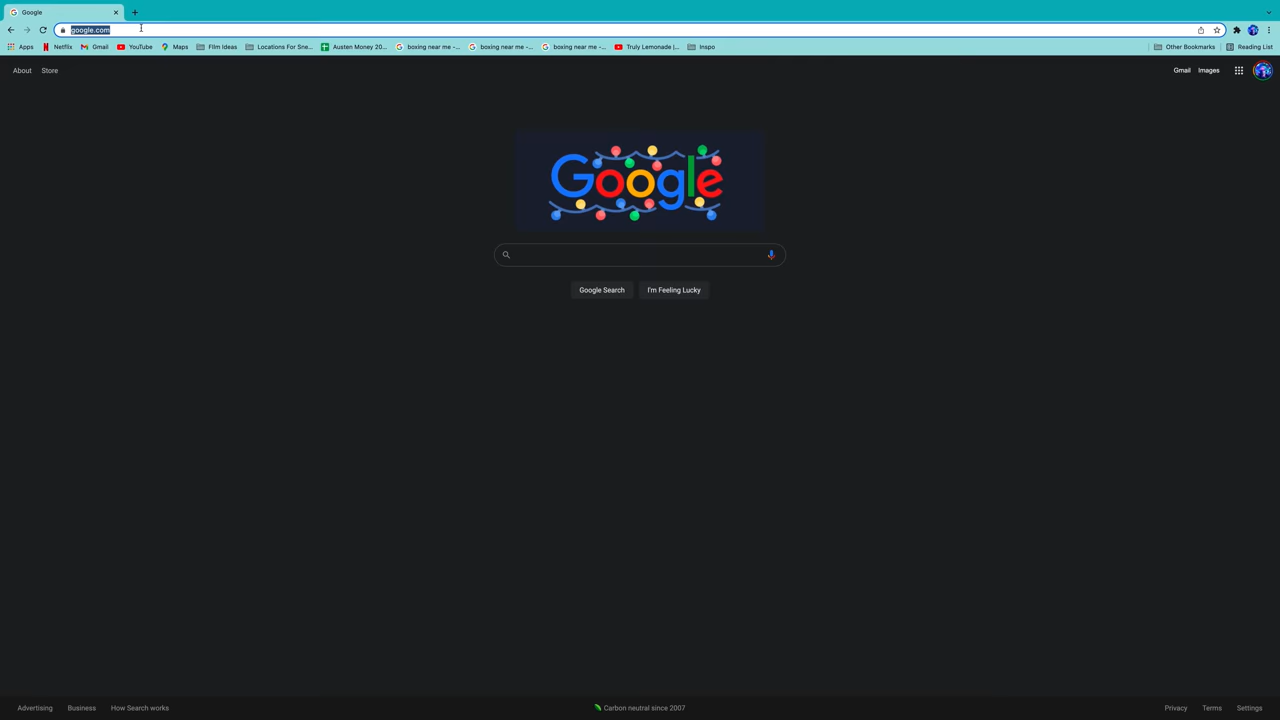 Google
google.com
Apps Netflix Gmail YouTube Maps Film Ideas Locations For Sne... Austen Money 20... boxing near me -... boxing near me -... boxing near me -... Truly Lemonade |... Inspo Other Bookmarks Reading List
About Store Gmail Images
Google
Google Search I'm Feeling Lucky
Advertising Business How Search works Carbon neutral since 2007 Privacy Terms Settings